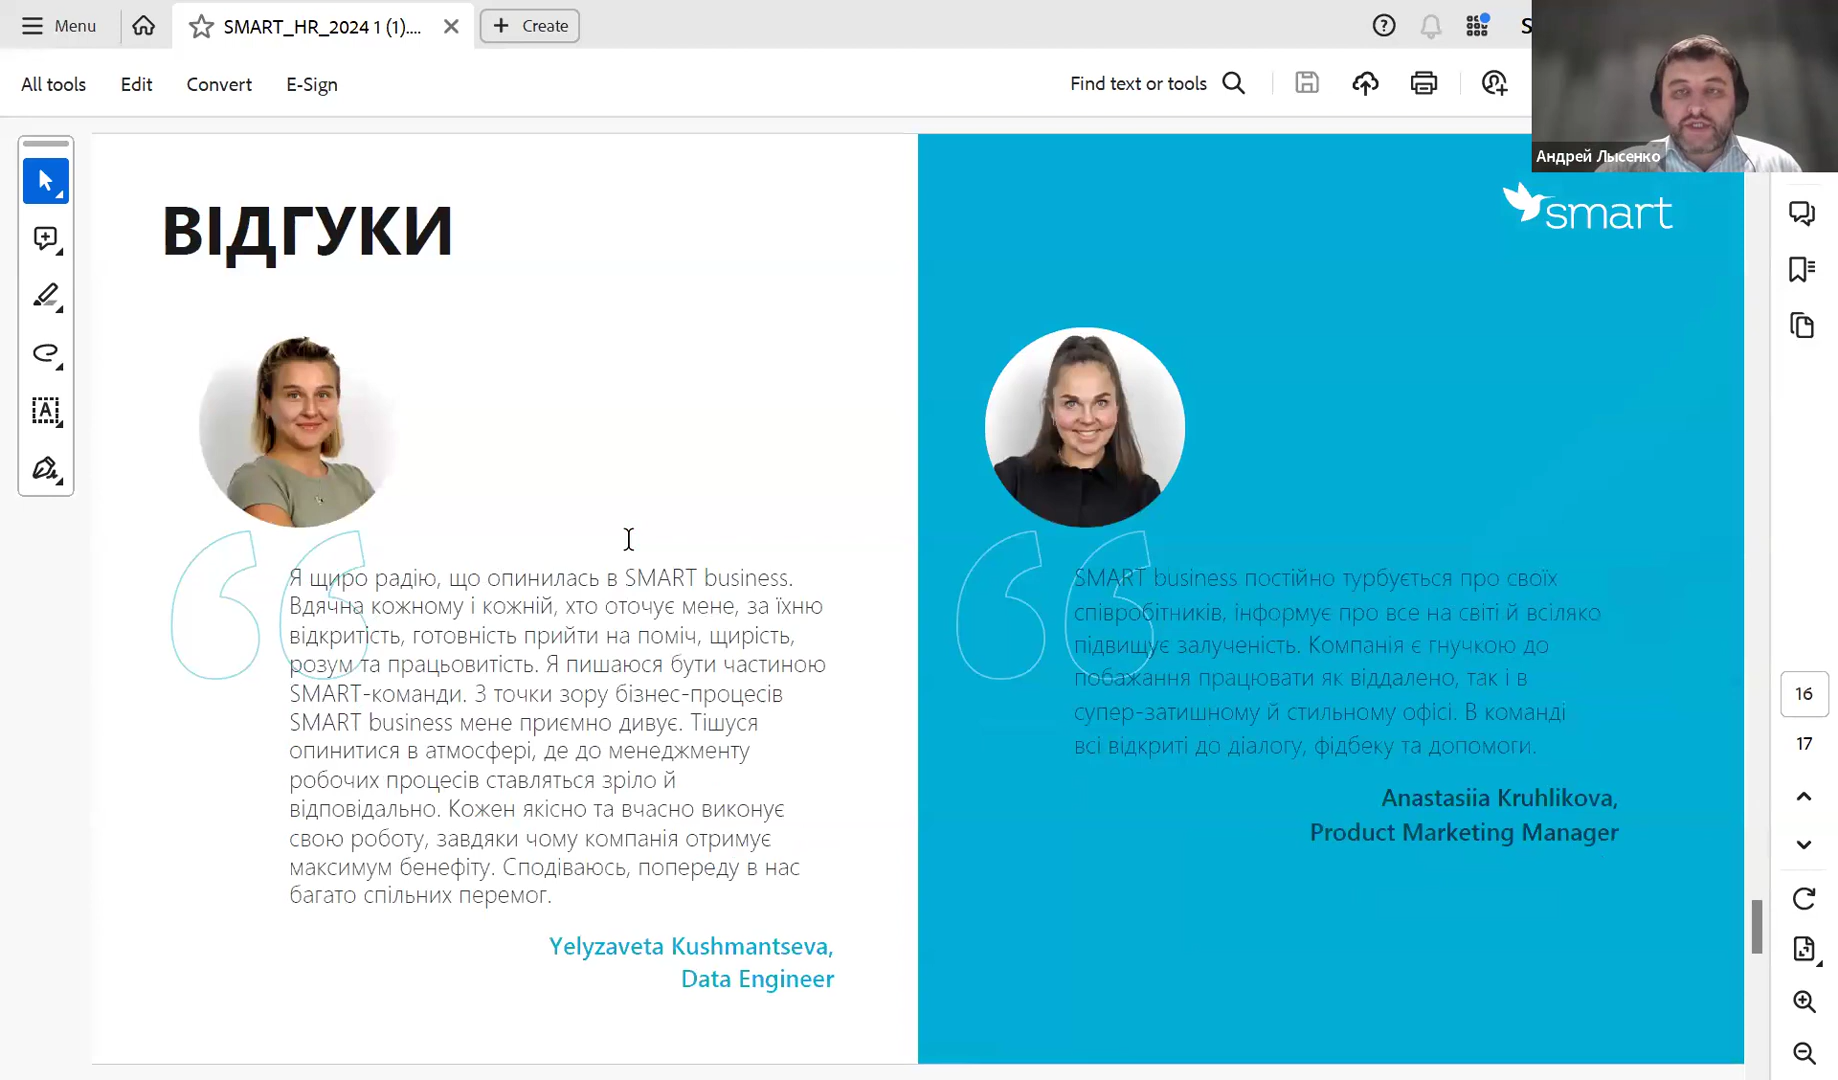 Menu
SMART_HR_2024 1 (1)....
Create
All tools
Edit
Convert
E-Sign
Find text or tools
Андрей Лысенко
ВІДГУКИ
smart
Я щиро радію, що опинилась в SMART business.
Вдячна кожному і кожній, хто оточує мене, за їхню
відкритість, готовність прийти на поміч, щирість,
розум та працьовитість. Я пишаюся бути частиною
SMART-команди. З точки зору бізнес-процесів
SMART business мене приємно дивує. Тішуся
опинитися в атмосфері, де до менеджменту
робочих процесів ставляться зріло й
відповідально. Кожен якісно та вчасно виконує
свою роботу, завдяки чому компанія отримує
максимум бенефіту. Сподіваюсь, попереду в нас
багато спільних перемог.
Yelyzaveta Kushmantseva,
Data Engineer
SMART business постійно турбується про своїх
співробітників, інформує про все на світі й всіляко
підвищує залученість. Компанія є гнучкою до
побажання працювати як віддалено, так і в
супер-затишному й стильному офісі. В команді
всі відкриті до діалогу, фідбеку та допомоги.
Anastasiia Kruhlikova,
Product Marketing Manager
16
17